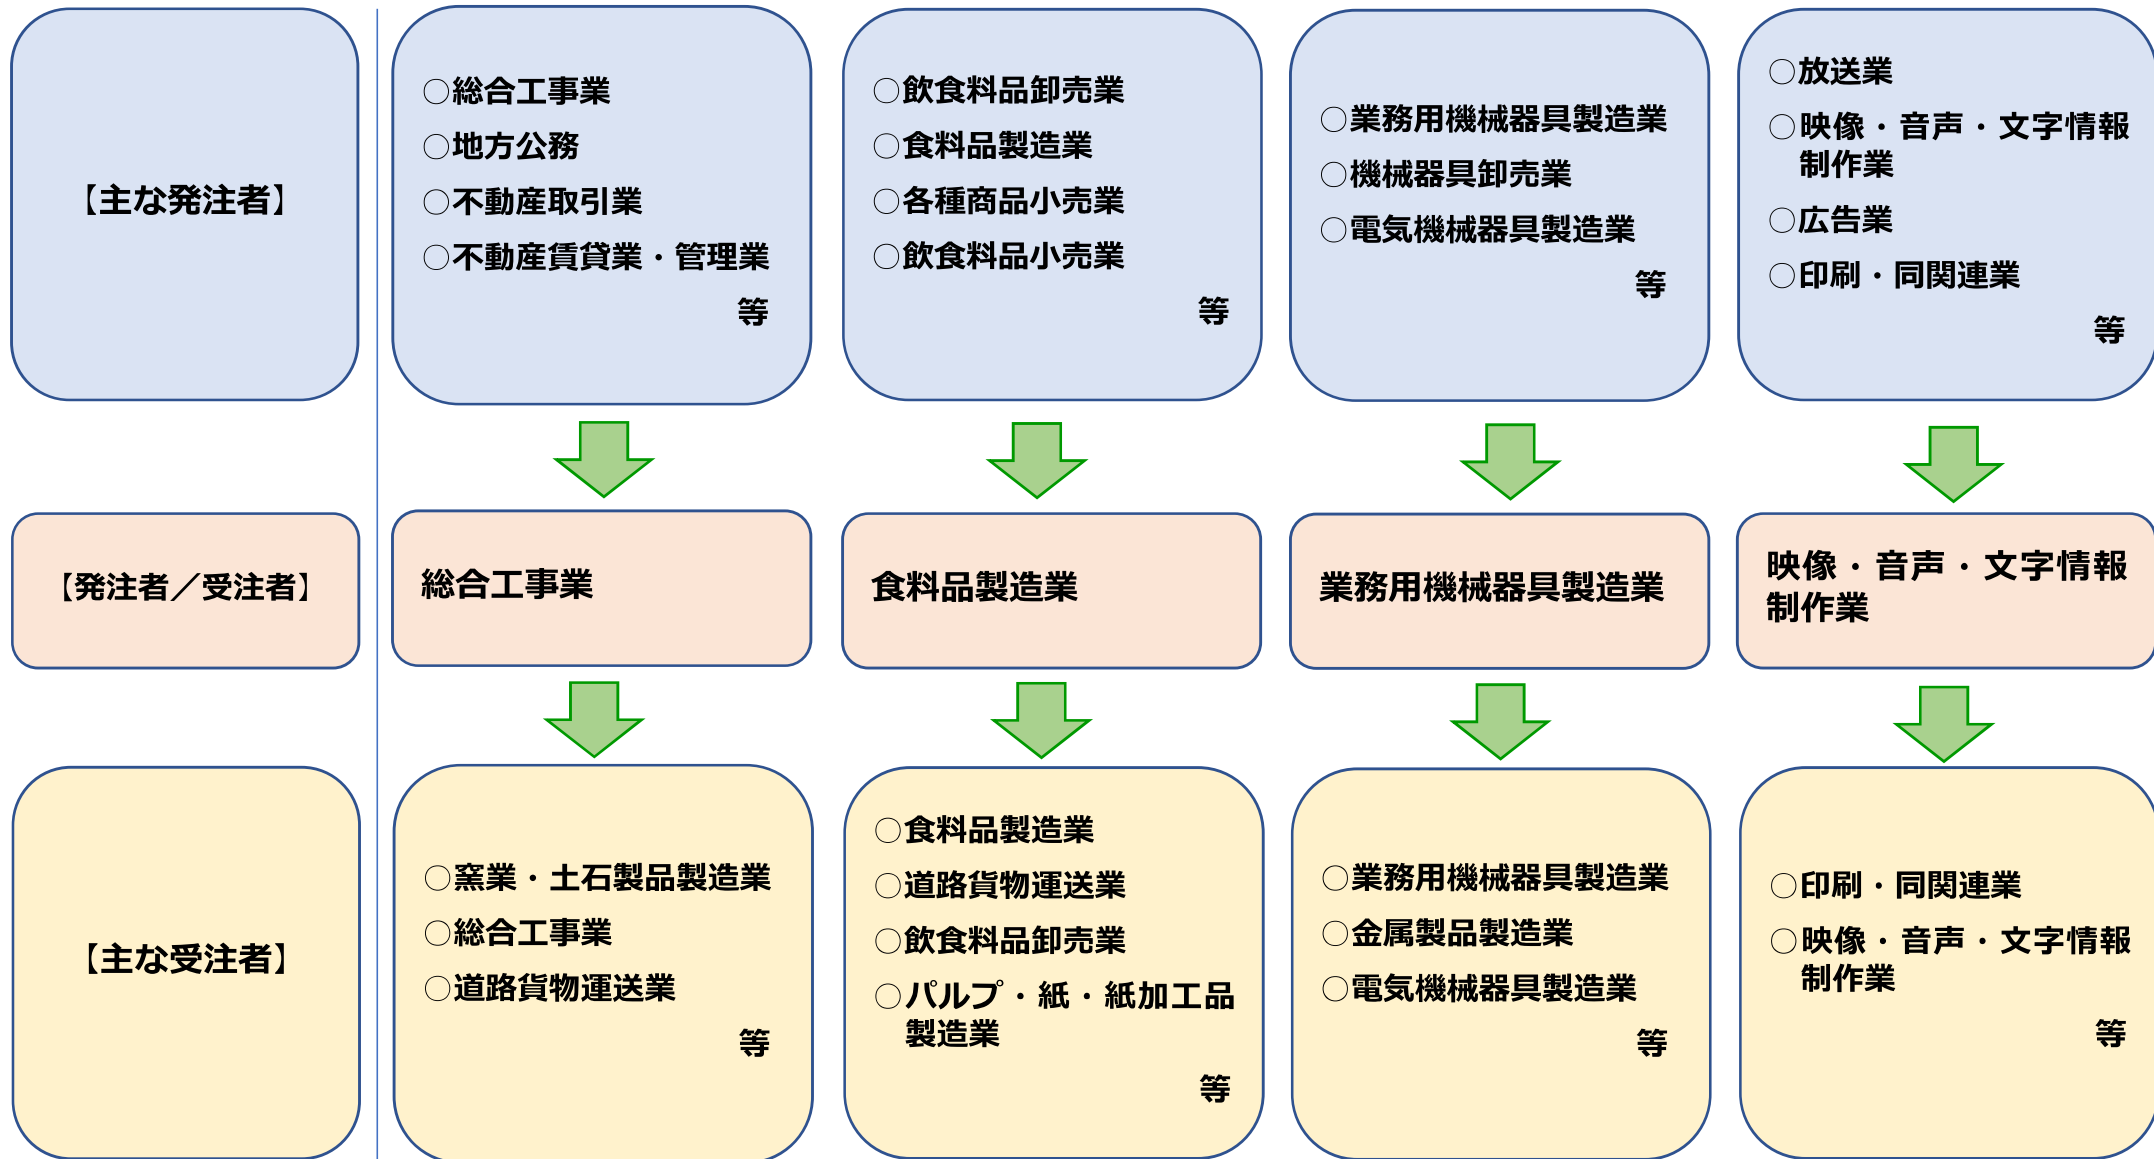 【主な発注者】
○総合工事業
○地方公務
○不動産取引業
○不動産賃貸業・管理業
等
○飲食料品卸売業
○食料品製造業
○各種商品小売業
○飲食料品小売業
等
○業務用機械器具製造業
○機械器具卸売業
○電気機械器具製造業
等
○放送業
○映像・音声・文字情報
制作業
○広告業
○印刷・同関連業
等
【発注者／受注者】
総合工事業
食料品製造業
業務用機械器具製造業
映像・音声・文字情報
制作業
【主な受注者】
○窯業・土石製品製造業
○総合工事業
○道路貨物運送業
等
○食料品製造業
○道路貨物運送業
○飲食料品卸売業
○パルプ・紙・紙加工品
製造業
等
○業務用機械器具製造業
○金属製品製造業
○電気機械器具製造業
等
○印刷・同関連業
○映像・音声・文字情報
制作業
等